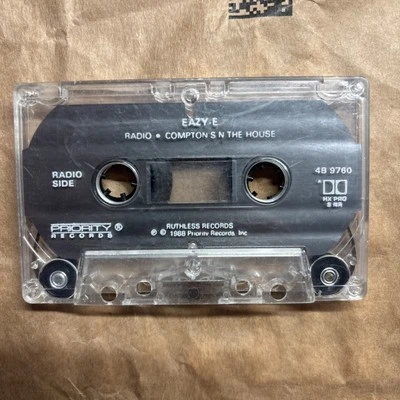 EAZY-E
RADIO • COMPTON'S N THE HOUSE
RADIO
SIDE
4B 9760
HX PRO
B NR
PRIORITY®
RECORDS
RUTHLESS RECORDS
℗ © 1988 Priority Records, Inc